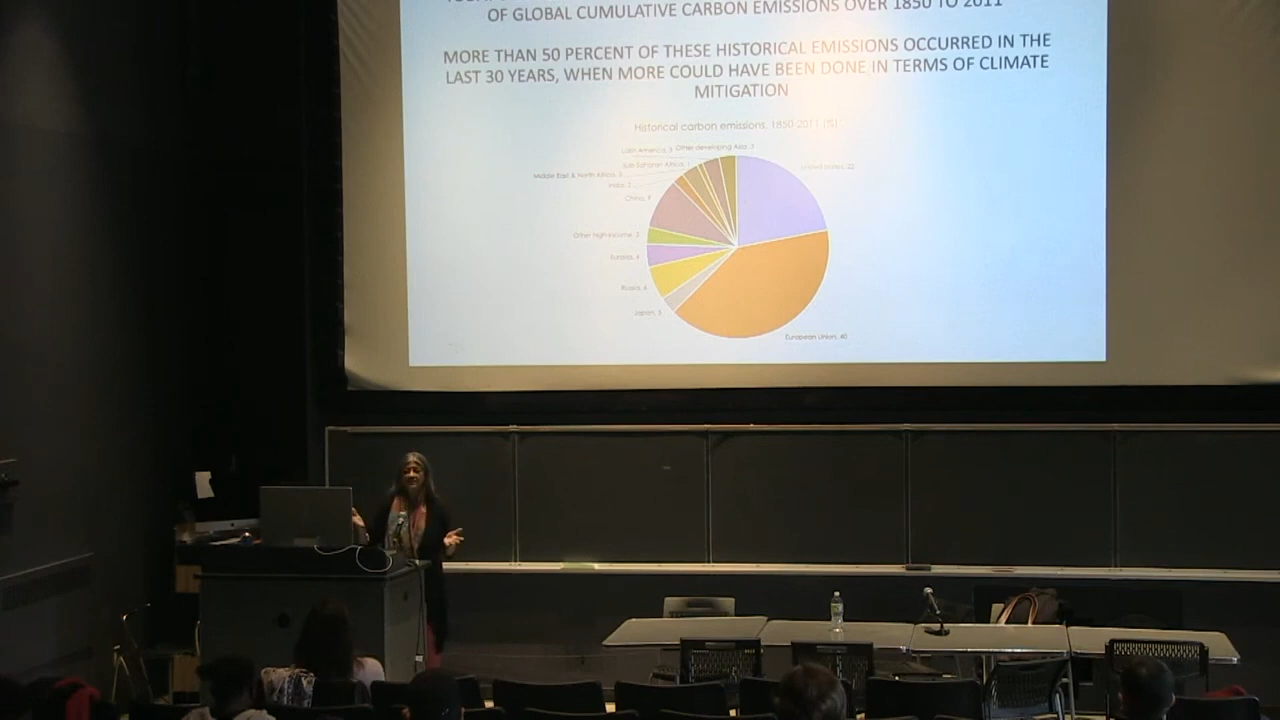 OF GLOBAL CUMULATIVE CARBON EMISSIONS OVER 1850 TO 2011
MORE THAN 50 PERCENT OF THESE HISTORICAL EMISSIONS OCCURRED IN THE
LAST 30 YEARS, WHEN MORE COULD HAVE BEEN DONE IN TERMS OF CLIMATE
MITIGATION
Historical carbon emissions, 1850-2011 (%)
Latin America, 3 Other developing Asia, 3
Sub-Saharan Africa, 1
United States, 22
Middle East & North Africa, 3
India, 3
China, 9
Other high-income, 3
Eurasia, 4
Russia, 6
Japan, 3
European Union, 40